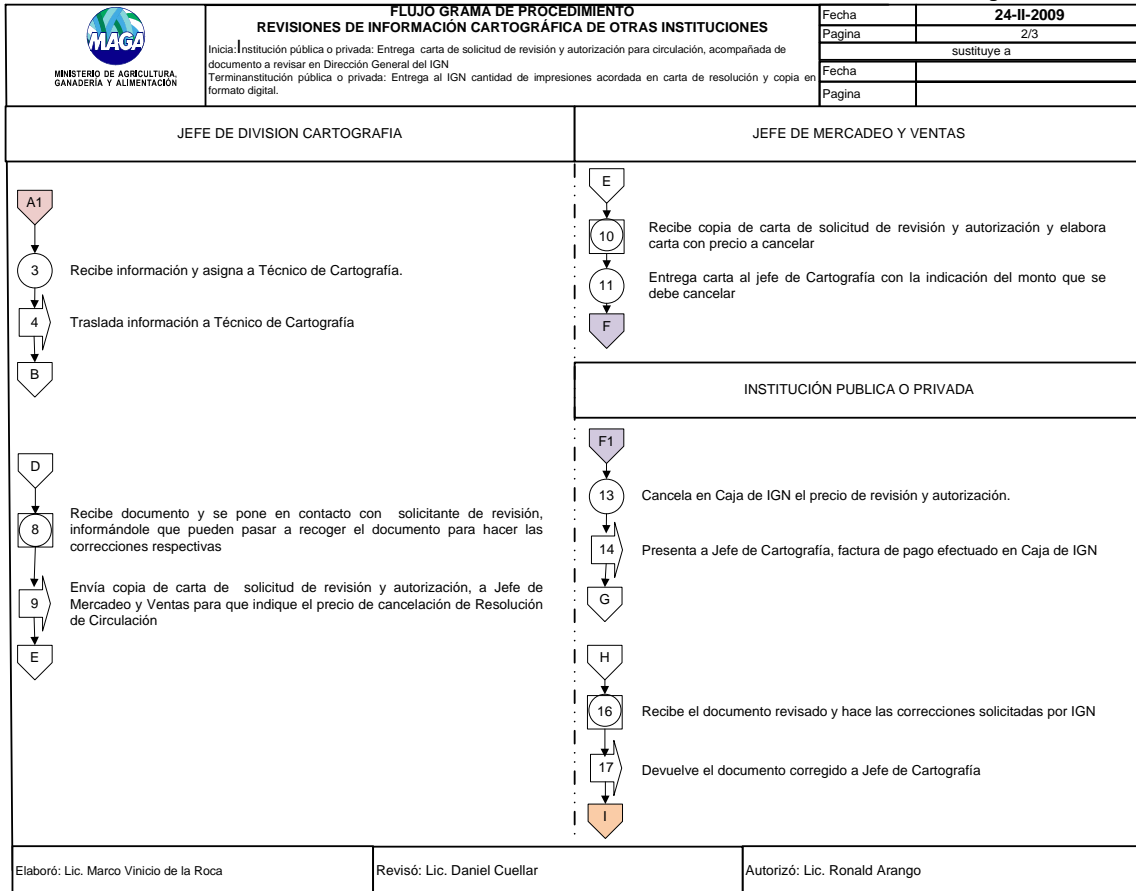 MAGA
MINISTERIO DE AGRICULTURA,
GANADERÍA Y ALIMENTACIÓN
FLUJO GRAMA DE PROCEDIMIENTO
REVISIONES DE INFORMACIÓN CARTOGRÁFICA DE OTRAS INSTITUCIONES
Inicia:Institución pública o privada: Entrega carta de solicitud de revisión y autorización para circulación, acompañada de
documento a revisar en Dirección General del IGN
Terminanstitución pública o privada: Entrega al IGN cantidad de impresiones acordada en carta de resolución y copia en
formato digital.
Fecha 24-II-2009
Pagina 2/3
sustituye a
Fecha
Pagina
JEFE DE DIVISION CARTOGRAFIA
A1
3 Recibe información y asigna a Técnico de Cartografía.
4 Traslada información a Técnico de Cartografía
B
D
8
Recibe documento y se pone en contacto con solicitante de revisión,
informándole que pueden pasar a recoger el documento para hacer las
correcciones respectivas
9
Envía copia de carta de solicitud de revisión y autorización, a Jefe de
Mercadeo y Ventas para que indique el precio de cancelación de Resolución
de Circulación
E
JEFE DE MERCADEO Y VENTAS
E
10
Recibe copia de carta de solicitud de revisión y autorización y elabora
carta con precio a cancelar
11
Entrega carta al jefe de Cartografía con la indicación del monto que se
debe cancelar
F
INSTITUCIÓN PUBLICA O PRIVADA
F1
13 Cancela en Caja de IGN el precio de revisión y autorización.
14 Presenta a Jefe de Cartografía, factura de pago efectuado en Caja de IGN
G
H
16 Recibe el documento revisado y hace las correcciones solicitadas por IGN
17 Devuelve el documento corregido a Jefe de Cartografía
I
Elaboró: Lic. Marco Vinicio de la Roca
Revisó: Lic. Daniel Cuellar
Autorizó: Lic. Ronald Arango